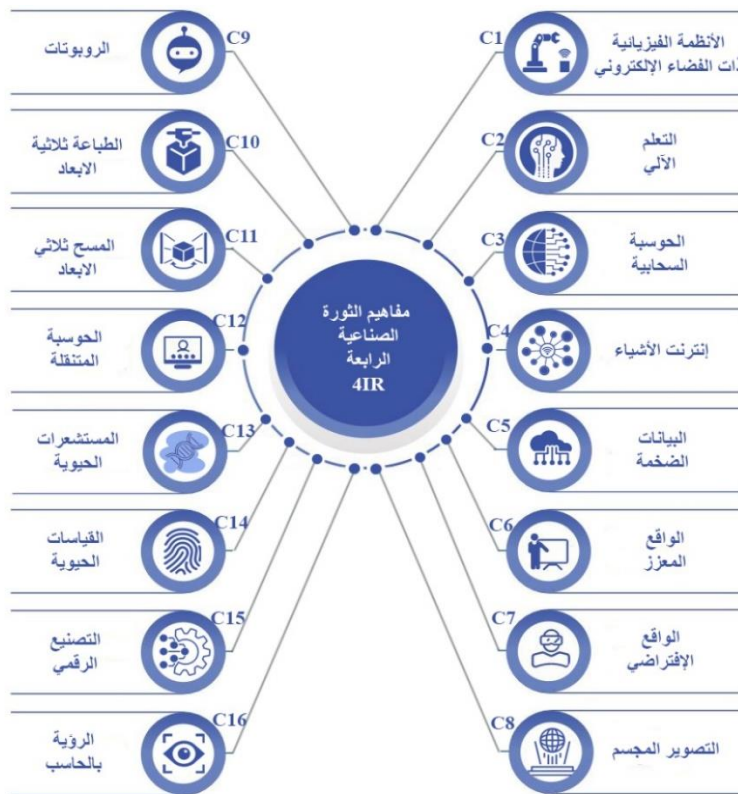 C1
الأنظمة الفيزيائية
ذات الفضاء الإلكتروني
C2
التعلم
الآلي
C3
الحوسبة
السحابية
C4
إنترنت الأشياء
C5
البيانات
الضخمة
C6
الواقع
المعزز
C7
الواقع
الإفتراضي
C8
التصوير المجسم
مفاهيم الثورة
الصناعية
الرابعة
4IR
C9
الروبوتات
C10
الطباعة ثلاثية
الابعاد
C11
المسح ثلاثي
الابعاد
C12
الحوسبة
المتنقلة
C13
المستشعرات
الحيوية
C14
القياسات
الحيوية
C15
التصنيع
الرقمي
C16
الرؤية
بالحاسب